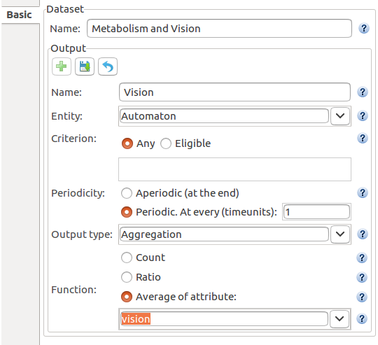 Basic
Dataset
Name: Metabolism and Vision ?
Output
Name: Vision ?
Entity: Automaton ?
Criterion: Any Eligible ?
Periodicity: Aperiodic (at the end)
Periodic. At every (timeunits): 1 ?
Output type: Aggregation ?
Count
Ratio
Function: Average of attribute: ?
vision ?